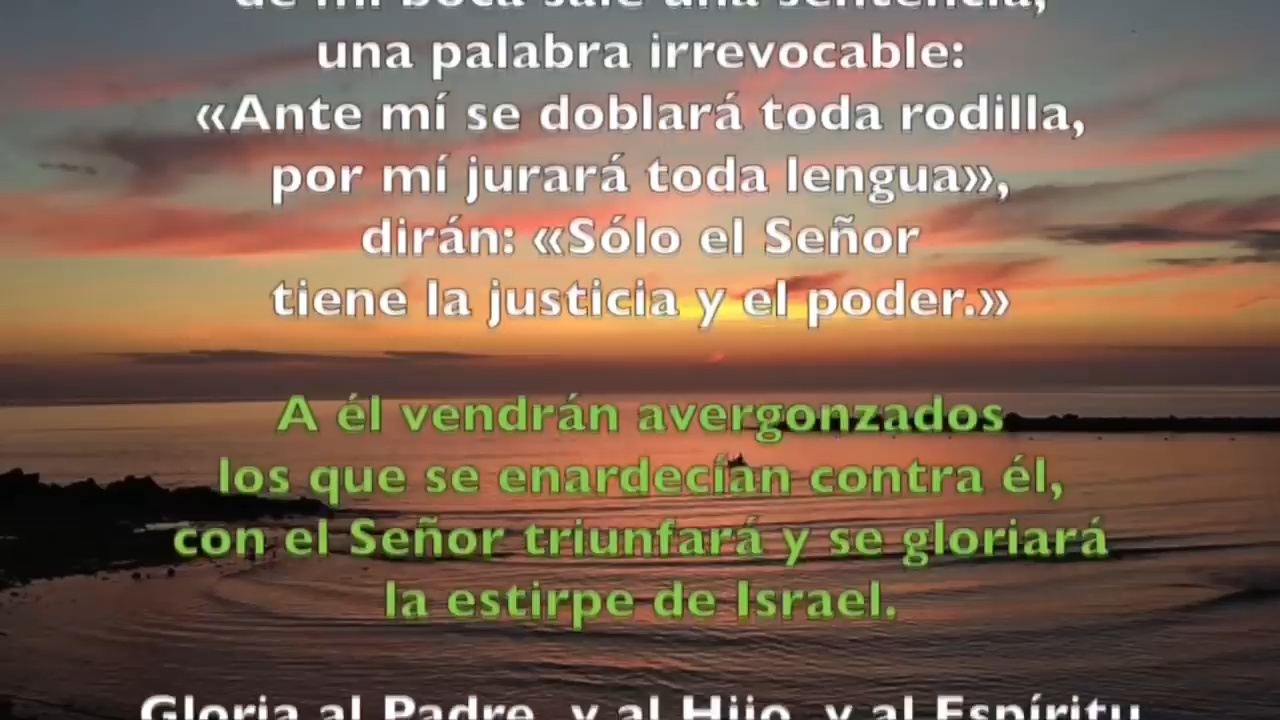 de mi boca sale una sentencia,
una palabra irrevocable:
«Ante mí se doblará toda rodilla,
por mí jurará toda lengua»,
dirán: «Sólo el Señor
tiene la justicia y el poder.»
A él vendrán avergonzados
los que se enardecían contra él,
con el Señor triunfará y se gloriará
la estirpe de Israel.
Gloria al Padre, y al Hijo, y al Espíritu